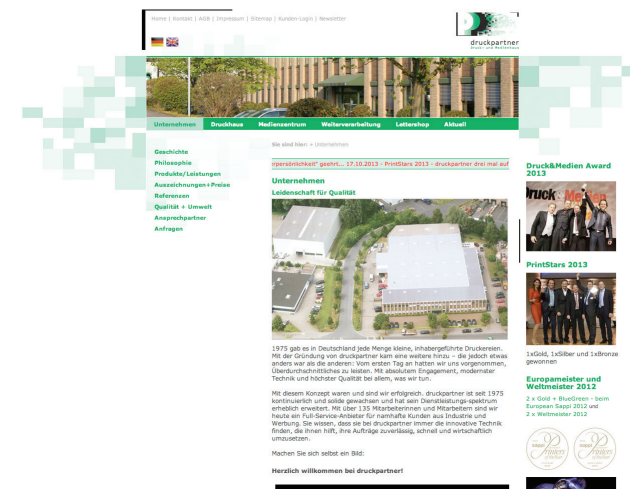 Home | Kontakt | AGB | Impressum | Sitemap | Kunden-Login | Newsletter
druckpartner
Druck- und Medienhaus
Unternehmen Druckhaus Medienzentrum Weiterverarbeitung Lettershop Aktuell
Sie sind hier: » Unternehmen
Geschichte
Philosophie
Produkte/Leistungen
Auszeichnungen+Preise
Referenzen
Qualität + Umwelt
Ansprechpartner
Anfragen
rpersönlichkeit" geehrt... 17.10.2013 - PrintStars 2013 - druckpartner drei mal auf
Unternehmen
Leidenschaft für Qualität
1975 gab es in Deutschland jede Menge kleine, inhabergeführte Druckereien.
Mit der Gründung von druckpartner kam eine weitere hinzu – die jedoch etwas
anders war als die anderen: Vom ersten Tag an hatten wir uns vorgenommen,
Überdurchschnittliches zu leisten. Mit absolutem Engagement, modernster
Technik und höchster Qualität bei allem, was wir tun.
Mit diesem Konzept waren und sind wir erfolgreich. druckpartner ist seit 1975
kontinuierlich und solide gewachsen und hat sein Dienstleistungs-spektrum
erheblich erweitert. Mit über 135 Mitarbeiterinnen und Mitarbeitern sind wir
heute ein Full-Service-Anbieter für namhafte Kunden aus Industrie und
Werbung. Sie wissen, dass sie bei druckpartner immer die innovative Technik
finden, die ihnen hilft, ihre Aufträge zuverlässig, schnell und wirtschaftlich
umzusetzen.
Machen Sie sich selbst ein Bild:
Herzlich willkommen bei druckpartner!
Druck&Medien Award
2013
ruck Medien
PrintStars 2013
1xGold, 1xSilber und 1xBronze
gewonnen
Europameister und
Weltmeister 2012
2 x Gold + BlueGreen - beim
European Sappi 2012 und
2 x Weltmeister 2012
sappi sappi
Printers Printers